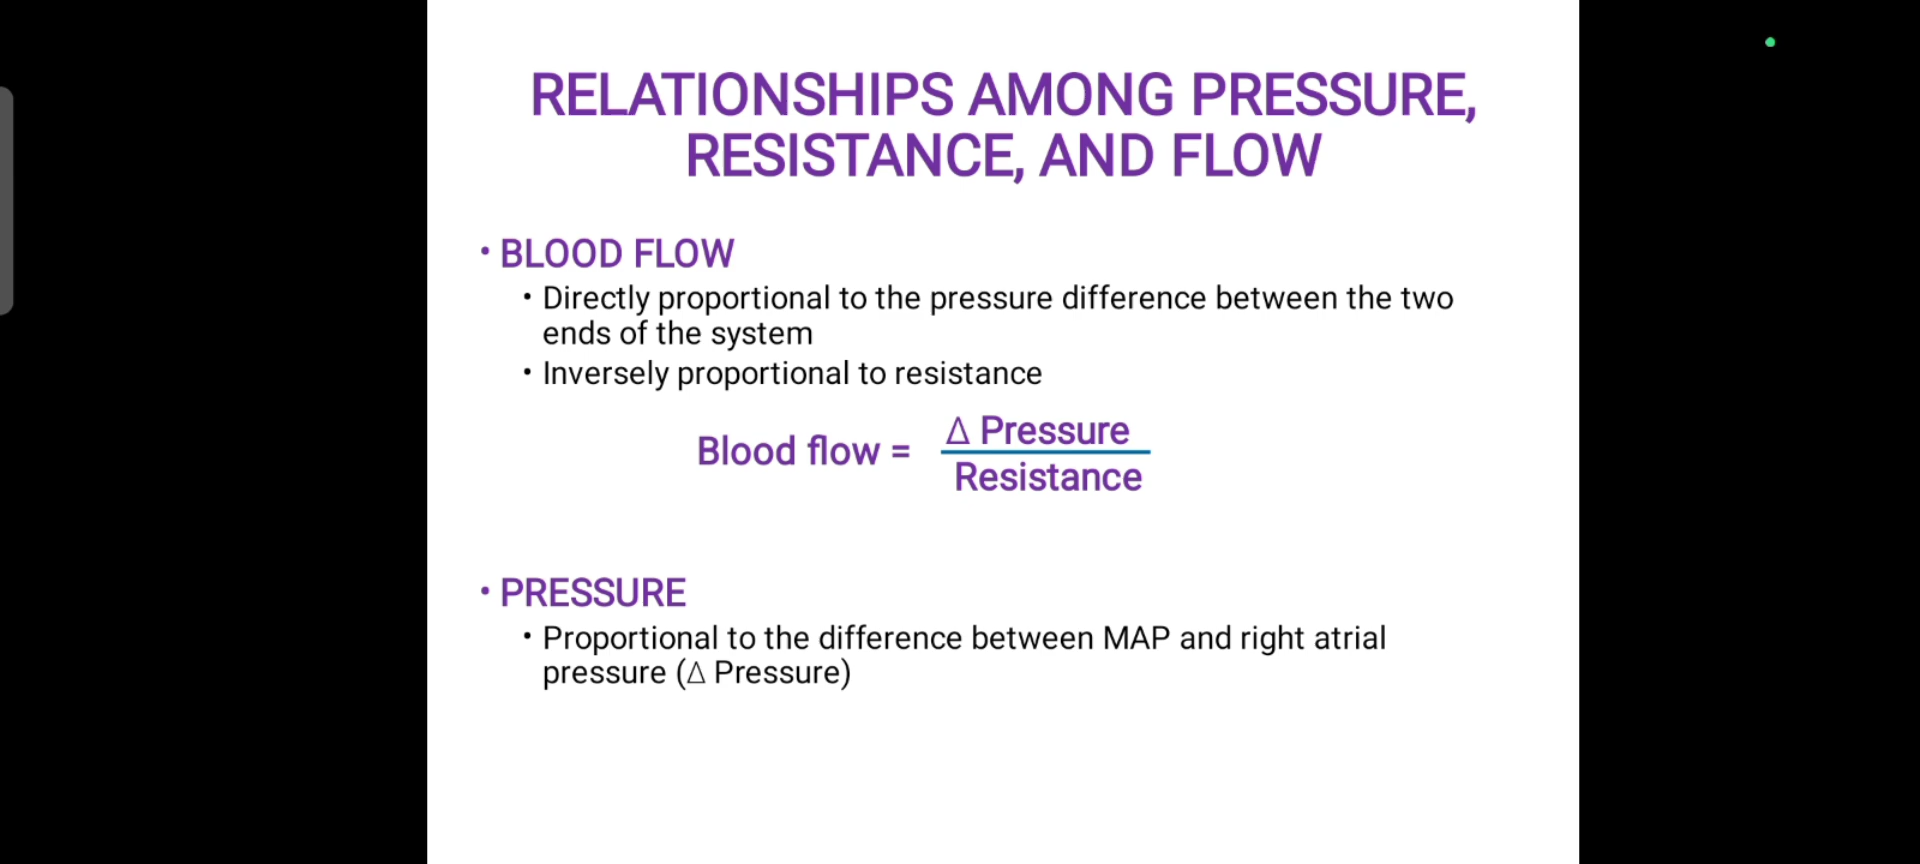 RELATIONSHIPS AMONG PRESSURE,
RESISTANCE, AND FLOW
• BLOOD FLOW
• Directly proportional to the pressure difference between the two
ends of the system
• Inversely proportional to resistance
Blood flow = Δ Pressure
Resistance
• PRESSURE
• Proportional to the difference between MAP and right atrial
pressure (Δ Pressure)